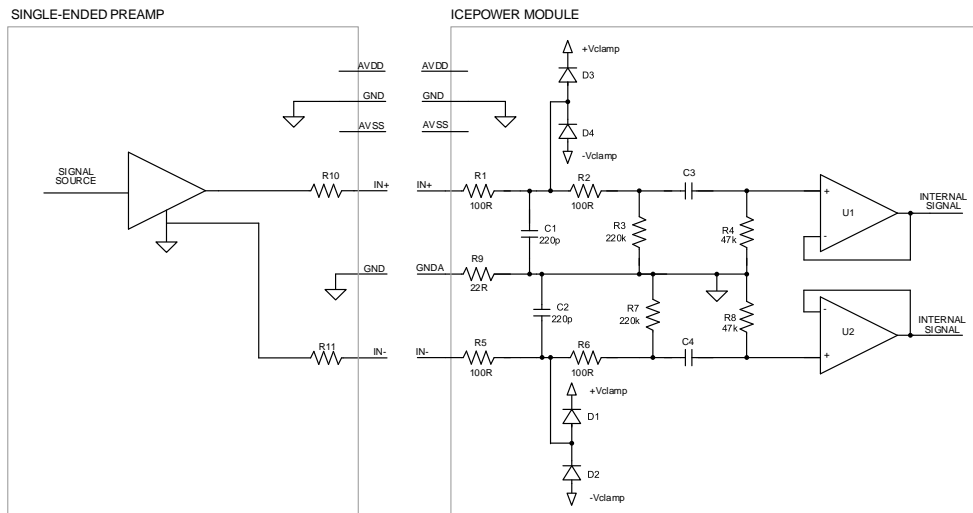 SINGLE-ENDED PREAMP
ICEPOWER MODULE
+Vclamp
AVDD
AVDD
D3
GND
GND
D4
AVSS
AVSS
-Vclamp
SIGNAL
SOURCE
R10
IN+
IN+
R1
100R
R2
100R
C3
+
-
U1
INTERNAL
SIGNAL
C1
220p
R3
220k
R4
47k
GND
GNDA
R9
22R
C2
220p
R7
220k
R8
47k
-
+
U2
INTERNAL
SIGNAL
R11
IN-
IN-
R5
100R
R6
100R
C4
+Vclamp
D1
D2
-Vclamp